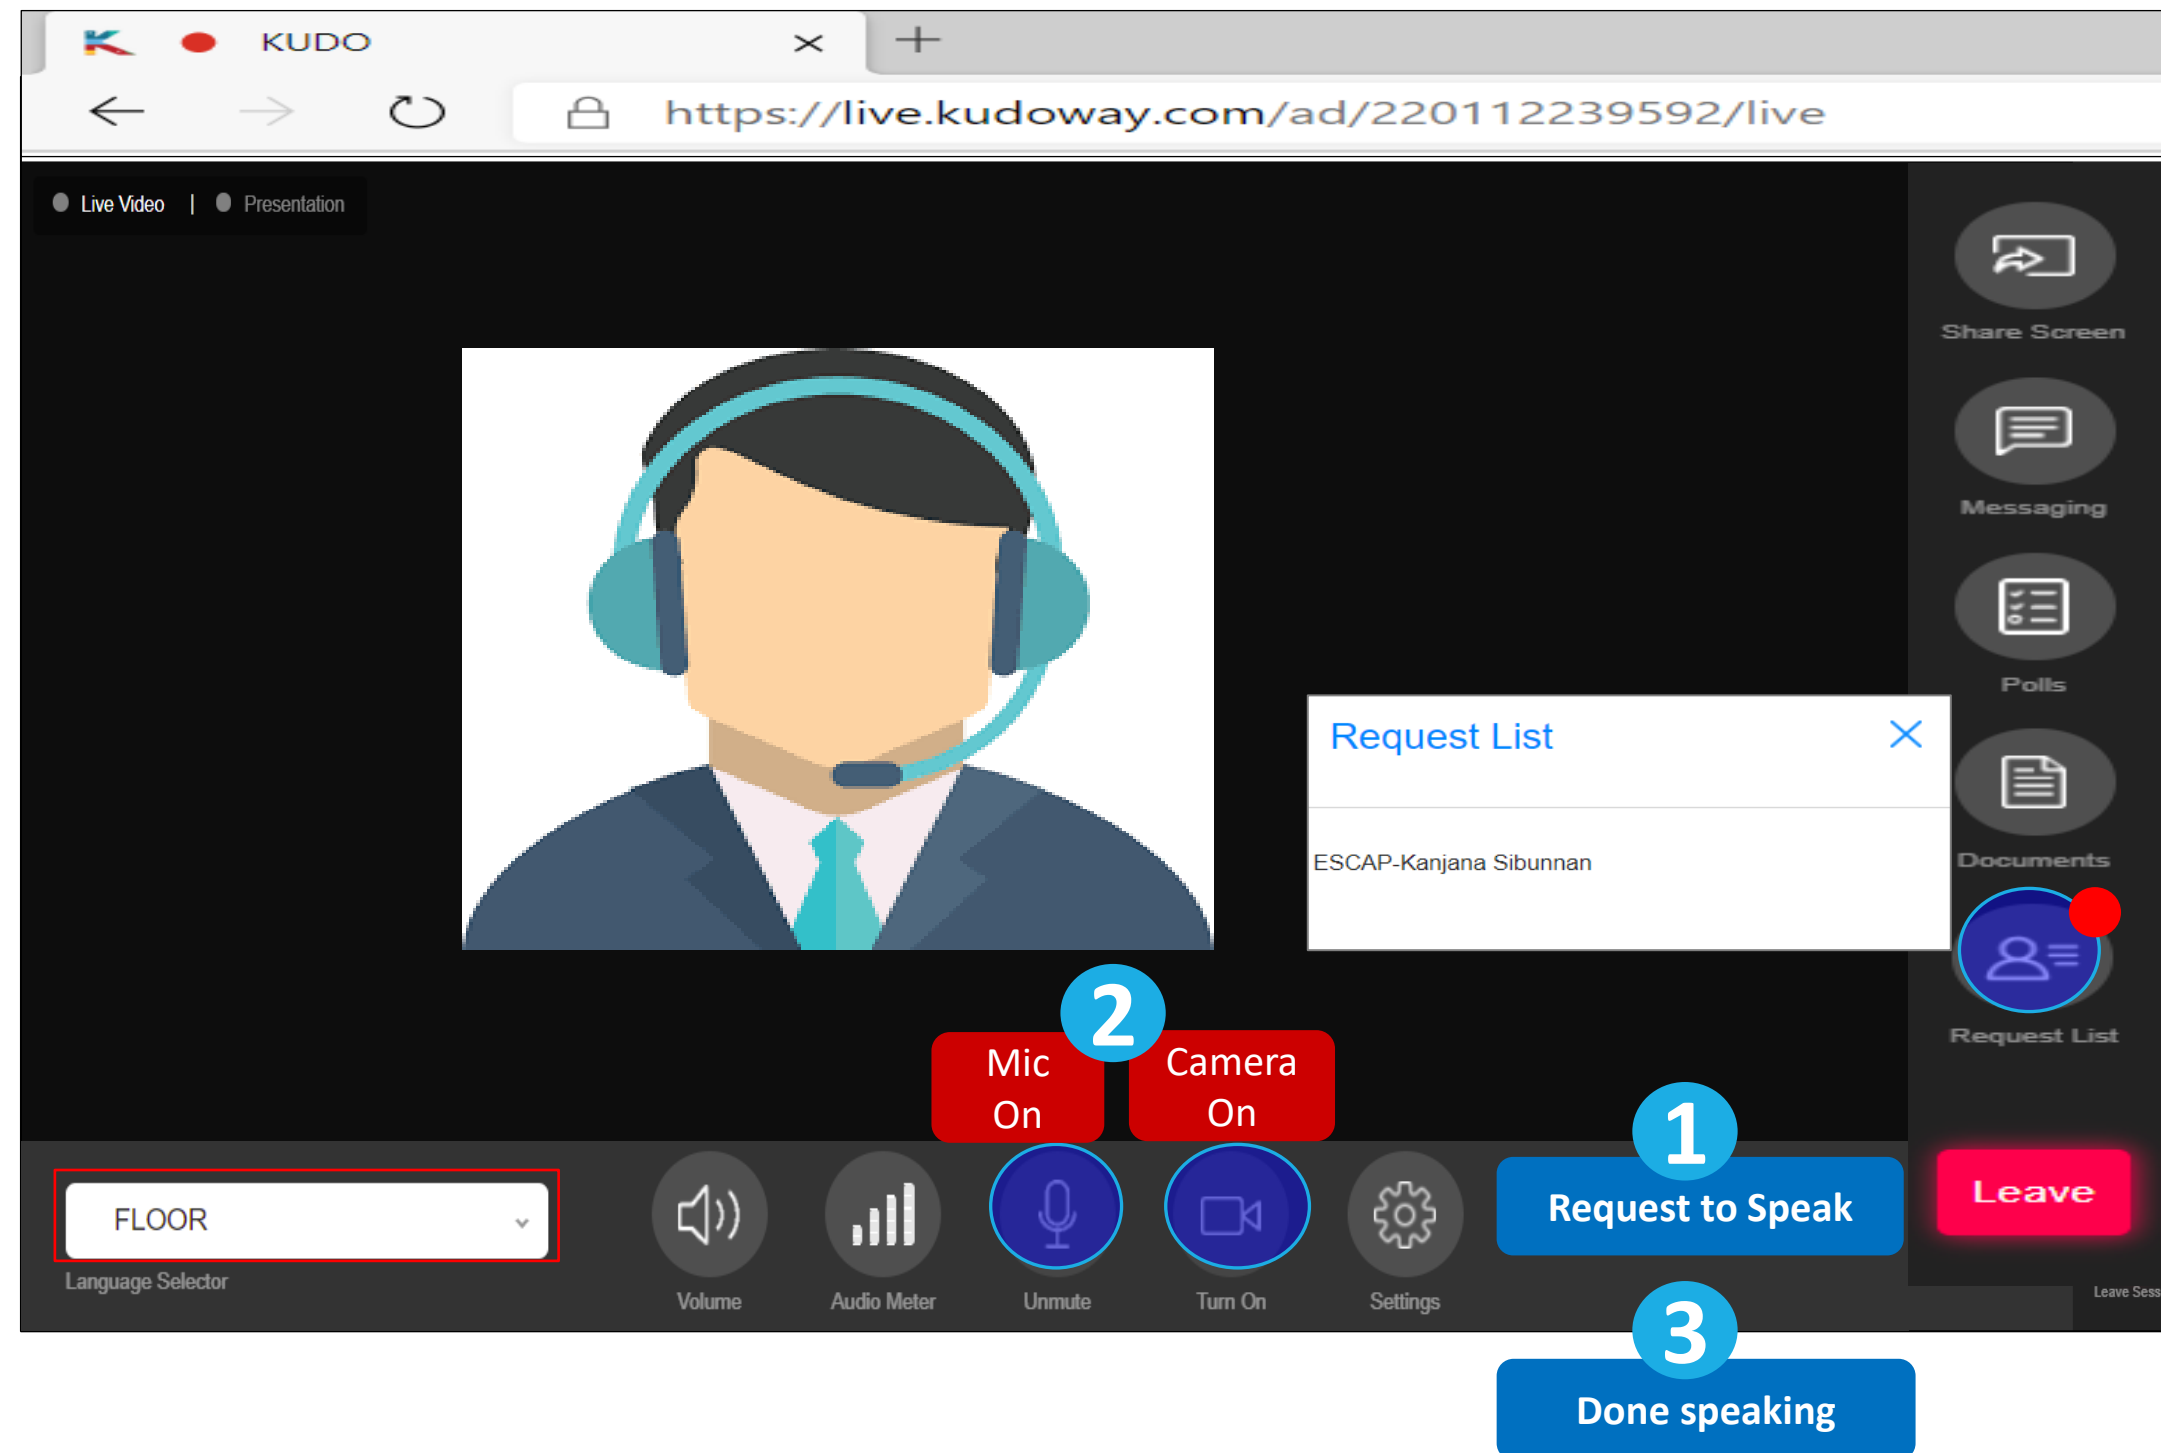 KUDO
https://live.kudoway.com/ad/220112239592/live
Live Video | Presentation
Share Screen
Messaging
Polls
Request List
ESCAP-Kanjana Sibunnan
Documents
Request List
2
Mic
On
Camera
On
1
Request to Speak
Leave
FLOOR
Language Selector
Volume
Audio Meter
Unmute
Turn On
Settings
Leave Sess
3
Done speaking